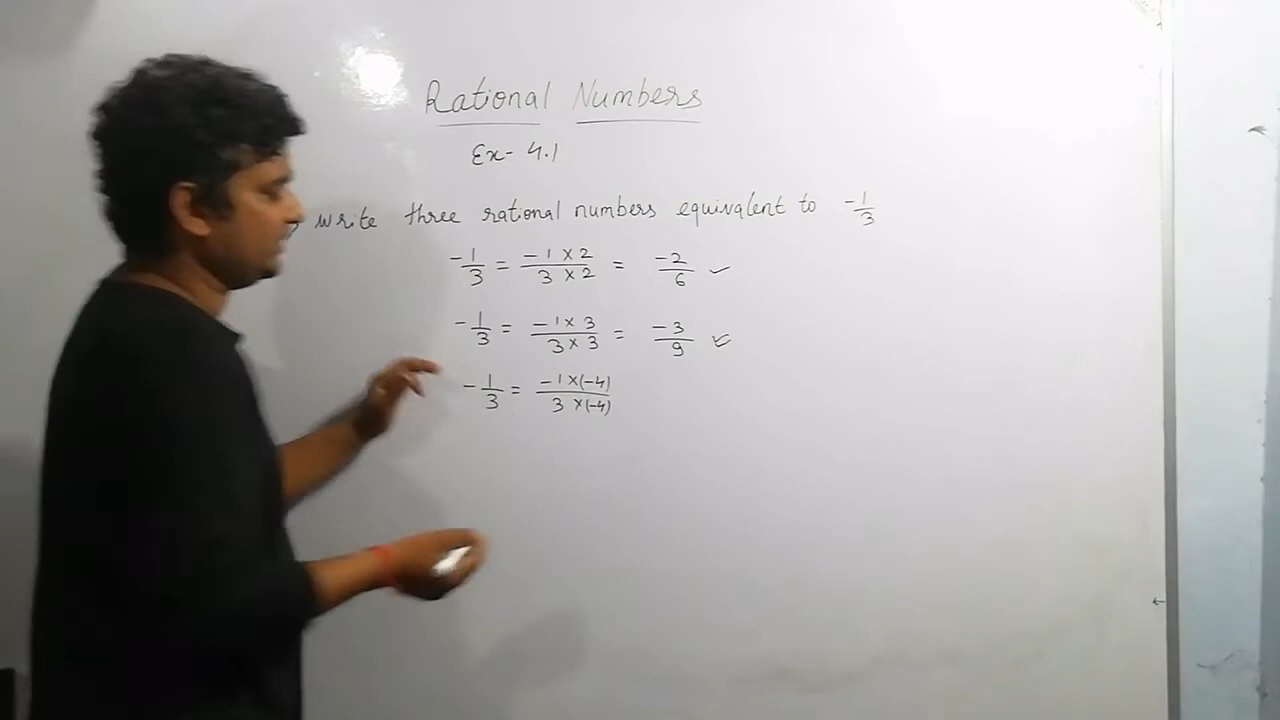 Rational Numbers
Ex- 4.1
write three rational numbers equivalent to -1/3
-1/3 = -1 × 2 / 3 × 2 = -2/6 ✓
-1/3 = -1 × 3 / 3 × 3 = -3/9 ✓
-1/3 = -1 × (-4) / 3 × (-4)